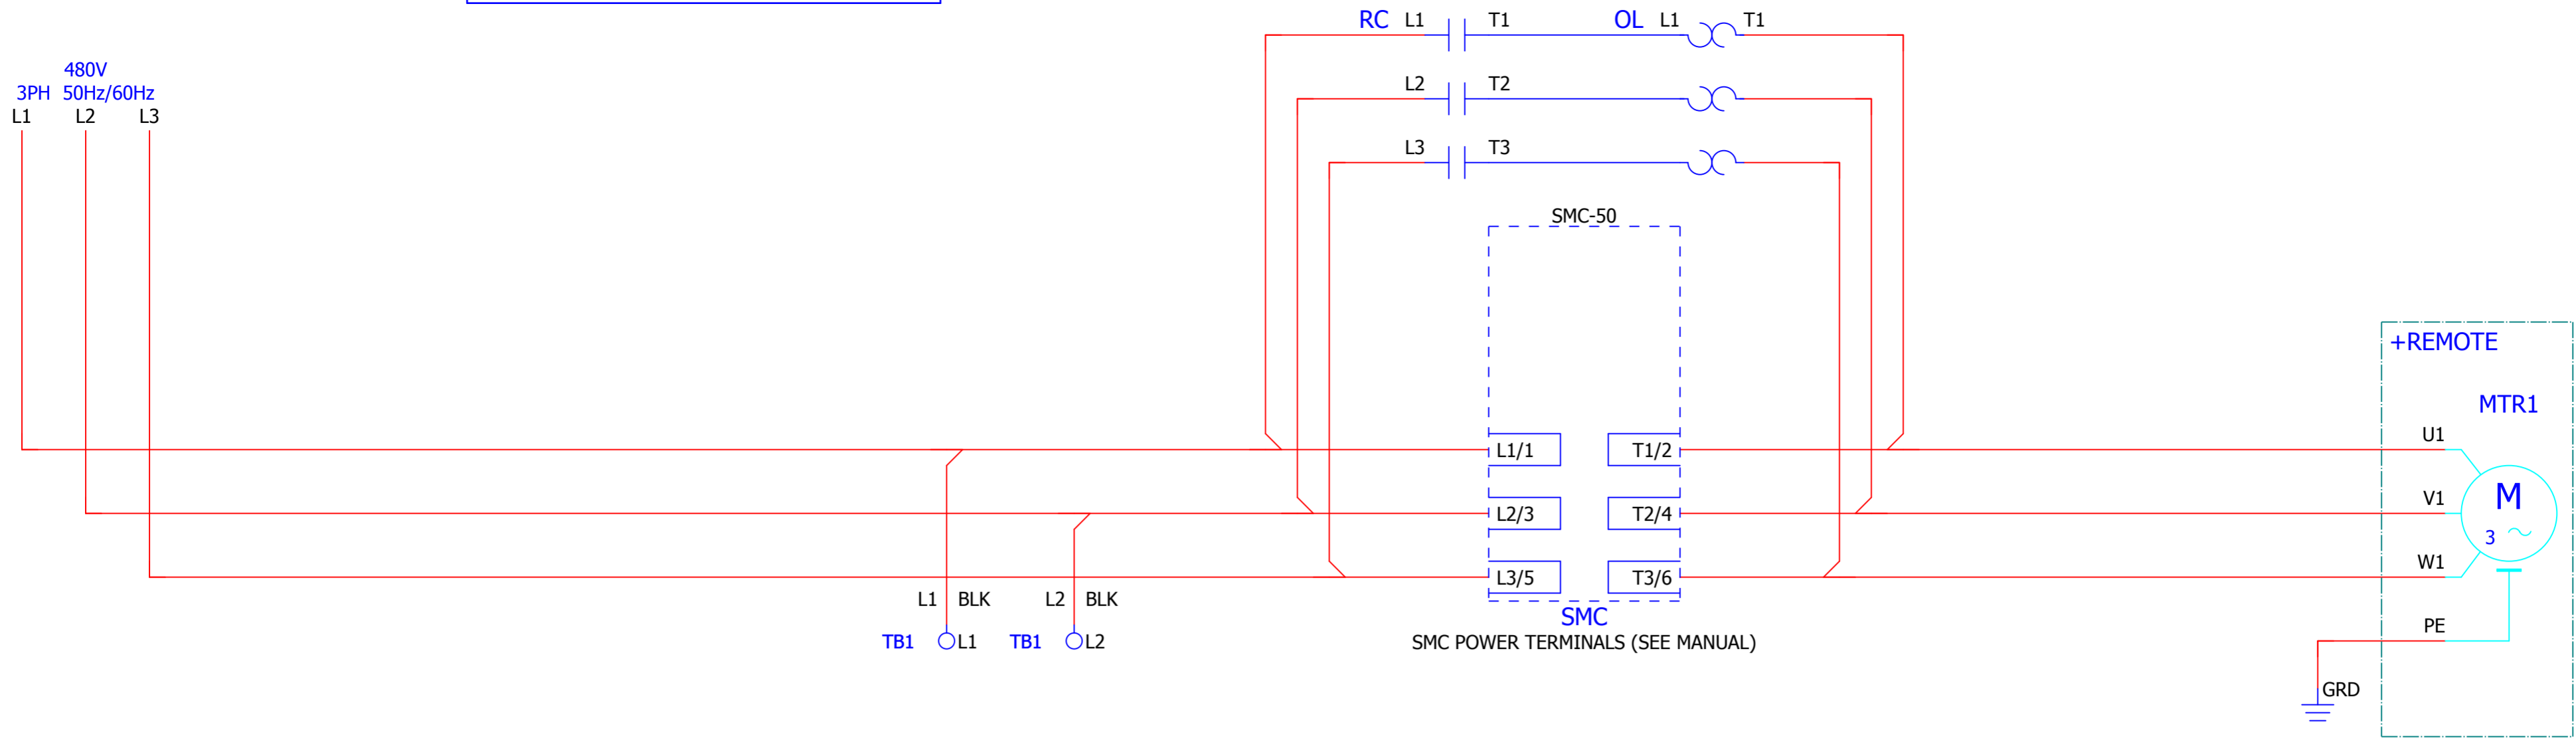 RC L1 T1 OL L1 T1
480V
3PH 50Hz/60Hz
L1 L2 L3
L2 T2
L3 T3
SMC-50
+REMOTE
MTR1
U1
L1/1 T1/2
V1
M
L2/3 T2/4
3
W1
L3/5 T3/6
L1 BLK L2 BLK
SMC
PE
TB1 L1 TB1 L2
SMC POWER TERMINALS (SEE MANUAL)
GRD